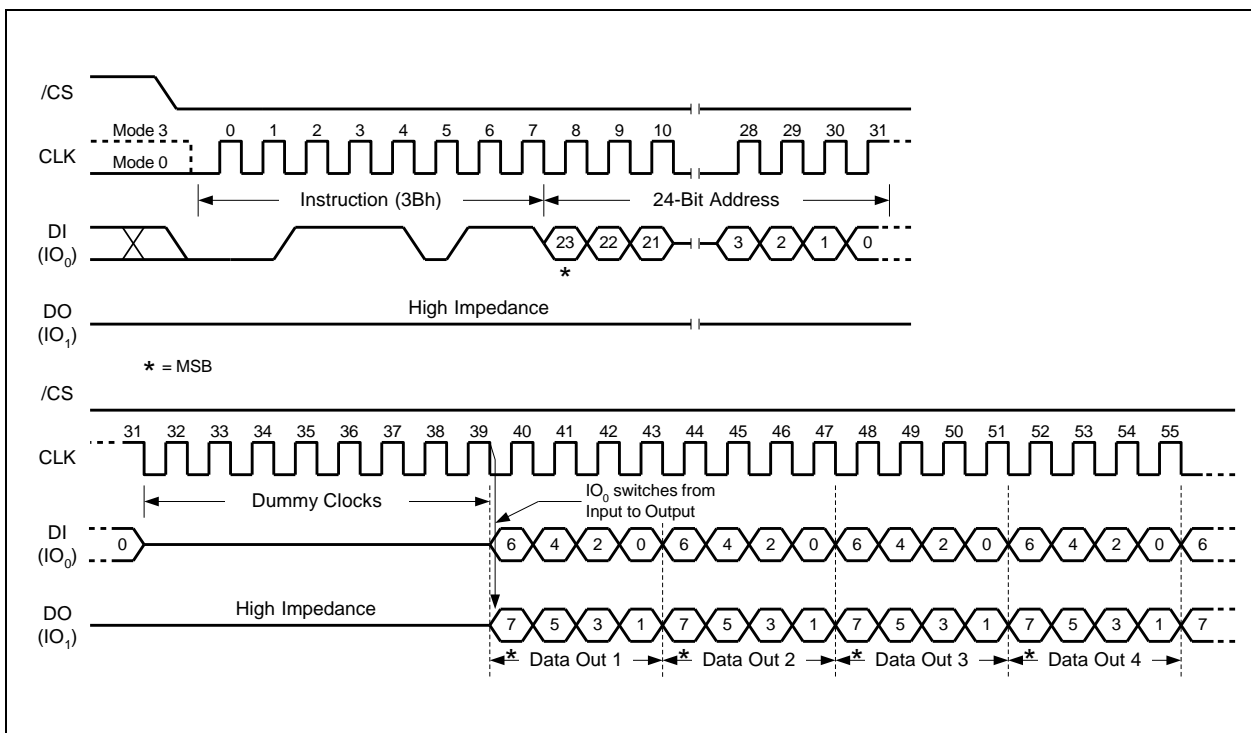 /CS
Mode 3 0 1 2 3 4 5 6 7 8 9 10 28 29 30 31
CLK
Mode 0
Instruction (3Bh) 24-Bit Address
DI
(IO0)
23 22 21 3 2 1 0
*
High Impedance
DO
(IO1)
* = MSB
/CS
31 32 33 34 35 36 37 38 39 40 41 42 43 44 45 46 47 48 49 50 51 52 53 54 55
CLK
Dummy Clocks
IO0 switches from
Input to Output
DI
(IO0)
0 6 4 2 0 6 4 2 0 6 4 2 0 6 4 2 0 6
High Impedance
DO
(IO1)
7 5 3 1 7 5 3 1 7 5 3 1 7 5 3 1 7
* Data Out 1 * Data Out 2 * Data Out 3 * Data Out 4